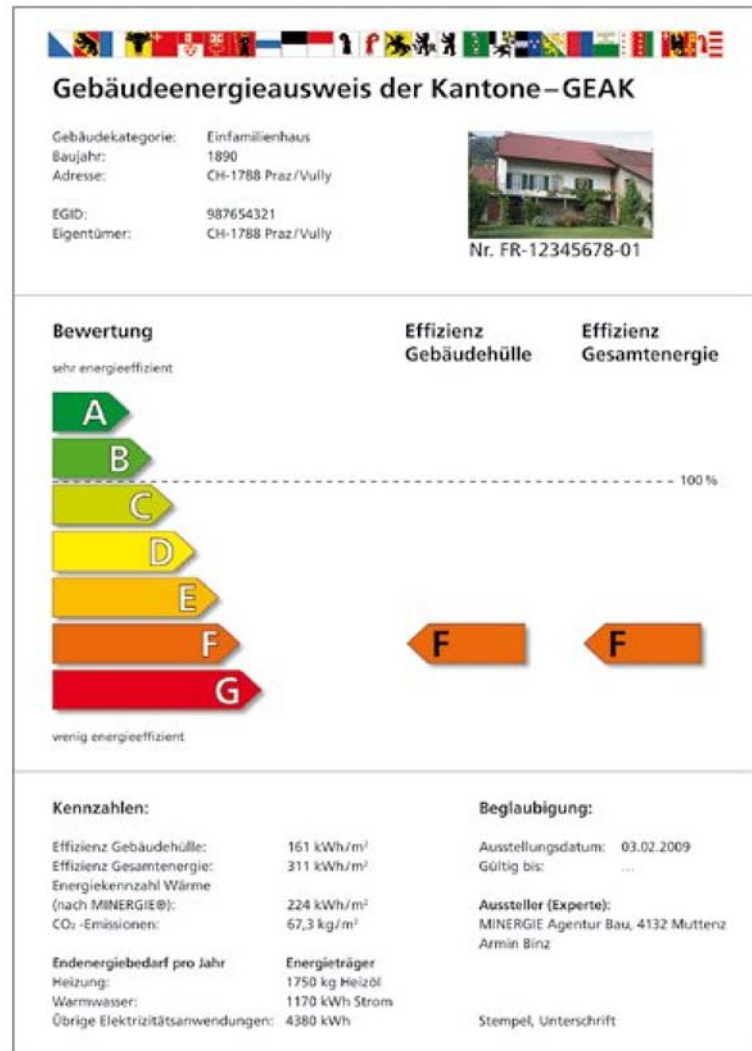 Gebäudeenergieausweis der Kantone–GEAK
Gebäudekategorie: Einfamilienhaus
Baujahr: 1890
Adresse: CH-1788 Praz/Vully
EGID: 987654321
Eigentümer: CH-1788 Praz/Vully
Nr. FR-12345678-01
Bewertung
sehr energieeffizient
Effizienz
Gebäudehülle
Effizienz
Gesamtenergie
A
B
100 %
C
D
E
F F F
G
wenig energieeffizient
Kennzahlen:
Effizienz Gebäudehülle: 161 kWh/m²
Effizienz Gesamtenergie: 311 kWh/m²
Energiekennzahl Wärme
(nach MINERGIE®): 224 kWh/m²
CO₂ -Emissionen: 67,3 kg/m²
Endenergiebedarf pro Jahr Energieträger
Heizung: 1750 kg Heizöl
Warmwasser: 1170 kWh Strom
Übrige Elektrizitätsanwendungen: 4380 kWh
Beglaubigung:
Ausstellungsdatum: 03.02.2009
Gültig bis: ...
Aussteller (Experte):
MINERGIE Agentur Bau, 4132 Muttenz
Armin Binz
Stempel, Unterschrift